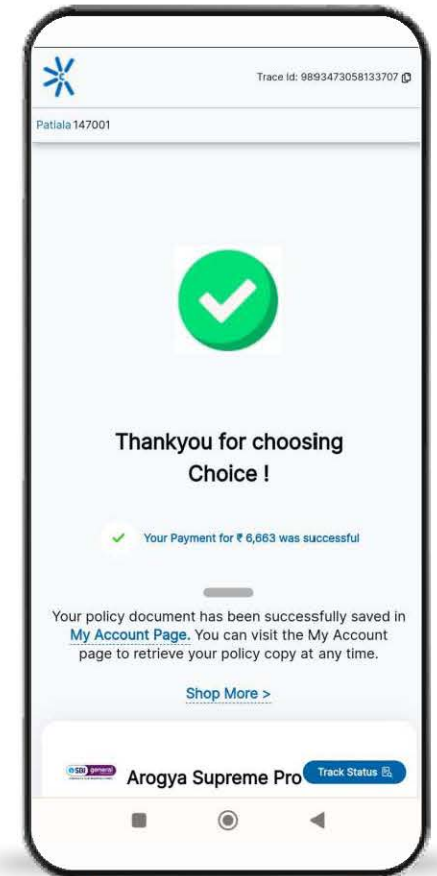 Trace Id: 9893473058133707
Patiala 147001
Thankyou for choosing
Choice !
Your Payment for ₹ 6,663 was successful
Your policy document has been successfully saved in
My Account Page. You can visit the My Account
page to retrieve your policy copy at any time.
Shop More >
SBI general
Arogya Supreme Pro
Track Status